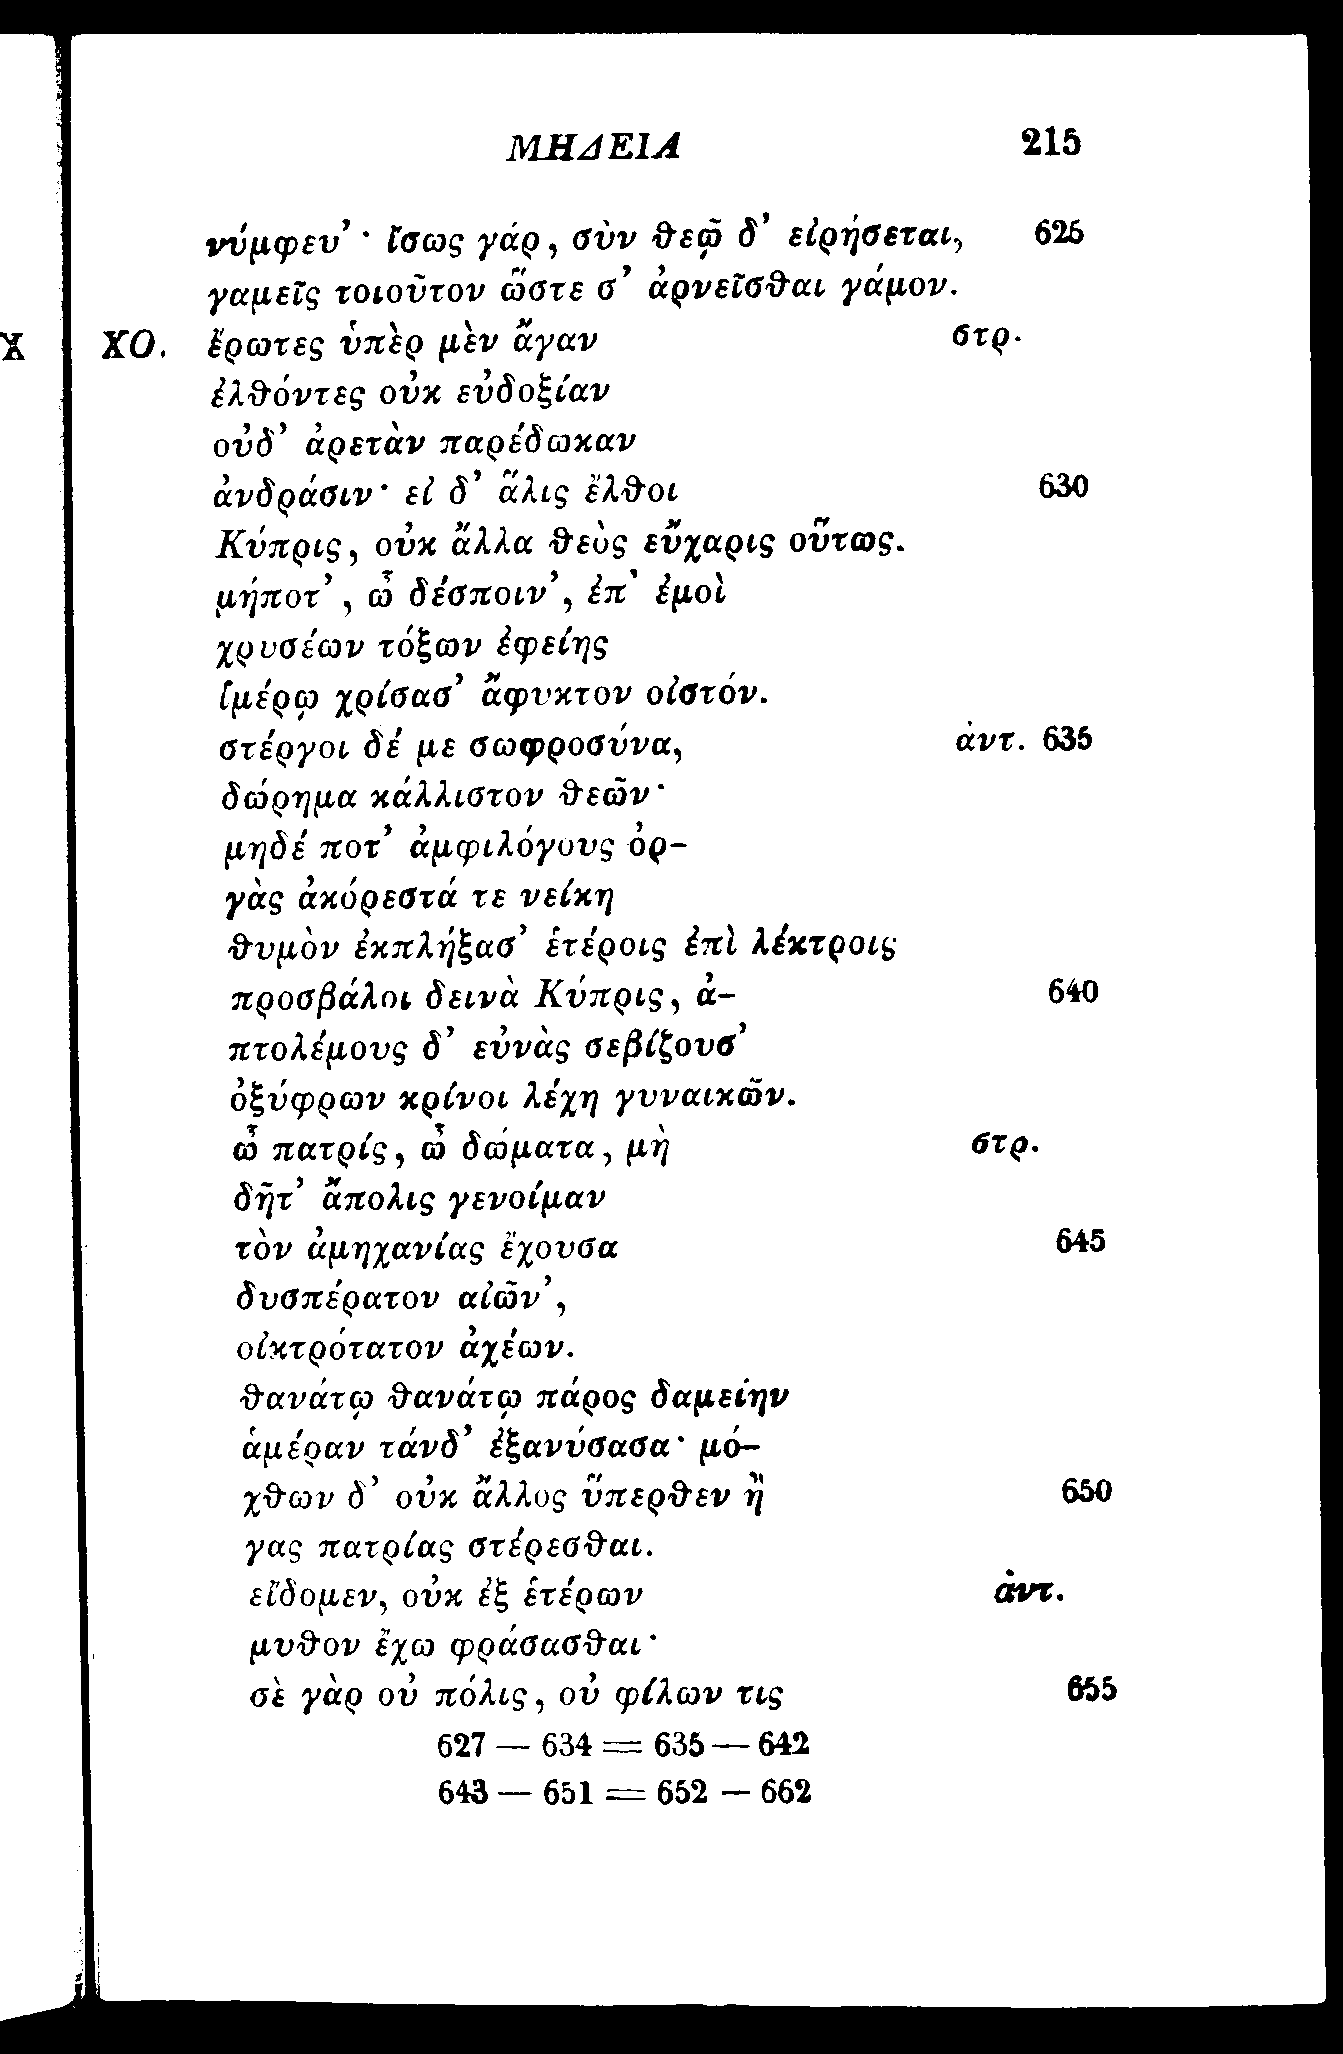 ΜΗΔΕΙΑ 215
νύμφευ᾽· ἴσως γάρ, σὺν θεῷ δ᾽ εἰρήσεται, 625
γαμεῖς τοιοῦτον ὥστε σ᾽ ἀρνεῖσθαι γάμον.
ΧΟ. ἔρωτες ὑπὲρ μὲν ἄγαν στρ.
ἐλθόντες οὐκ εὐδοξίαν
οὐδ᾽ ἀρετὰν παρέδωκαν
ἀνδράσιν· εἰ δ᾽ ἅλις ἔλθοι 630
Κύπρις, οὐκ ἄλλα θεὸς εὔχαρις οὕτως.
μήποτ᾽, ὦ δέσποιν᾽, ἐπ᾽ ἐμοὶ
χρυσέων τόξων ἐφείης
ἱμέρῳ χρίσασ᾽ ἄφυκτον οἰστόν.
στέργοι δέ με σωφροσύνα, ἀντ. 635
δώρημα κάλλιστον θεῶν·
μηδέ ποτ᾽ ἀμφιλόγους ὀρ-
γὰς ἀκόρεστά τε νείκη
θυμὸν ἐκπλήξασ᾽ ἑτέροις ἐπὶ λέκτροις
προσβάλοι δεινὰ Κύπρις, ἀ- 640
πτολέμους δ᾽ εὐνὰς σεβίζουσ᾽
ὀξύφρων κρίνοι λέχη γυναικῶν.
ὦ πατρίς, ὦ δώματα, μὴ στρ.
δῆτ᾽ ἄπολις γενοίμαν
τὸν ἀμηχανίας ἔχουσα 645
δυσπέρατον αἰῶν᾽,
οἰκτρότατον ἀχέων.
θανάτῳ θανάτῳ πάρος δαμείην
ἁμέραν τάνδ᾽ ἐξανύσασα· μό-
χθων δ᾽ οὐκ ἄλλος ὕπερθεν ἢ 650
γας πατρίας στέρεσθαι.
εἴδομεν, οὐκ ἐξ ἑτέρων ἀντ.
μυθον ἔχω φράσασθαι·
σὲ γὰρ οὐ πόλις, οὐ φίλων τις 655
627 — 634 = 635 — 642
643 — 651 = 652 — 662